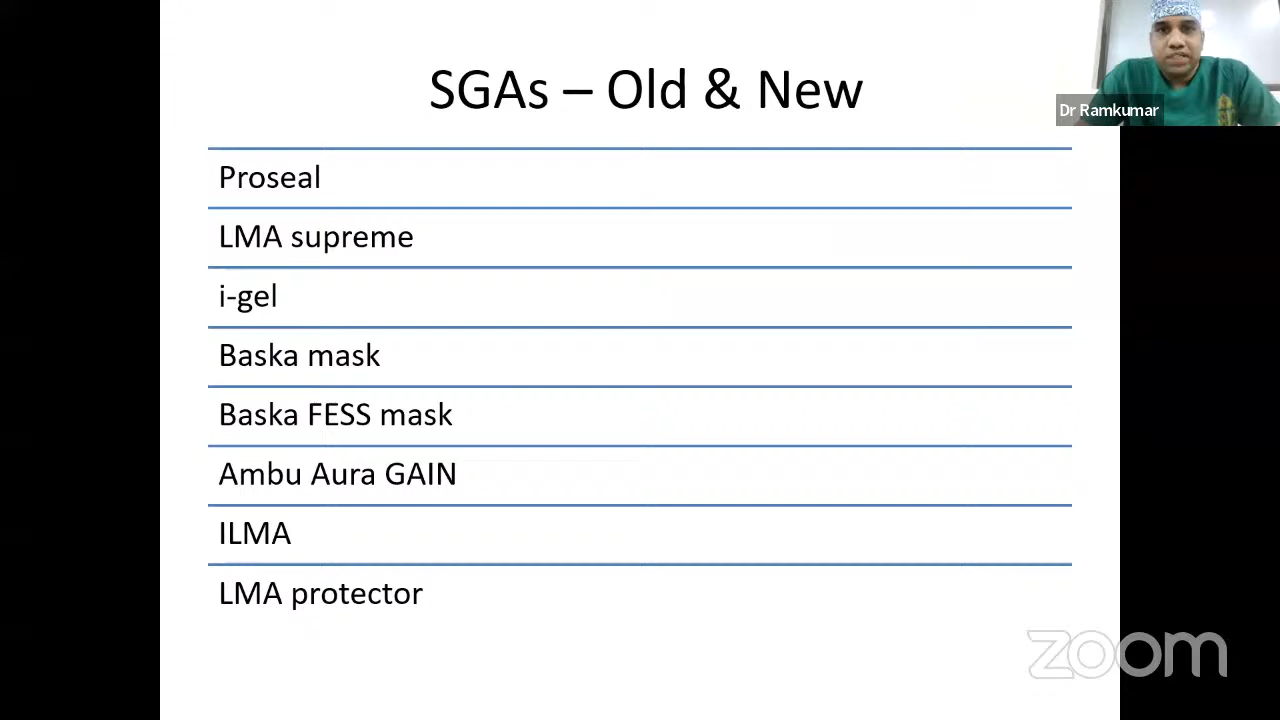 SGAs – Old & New
Dr Ramkumar
Proseal
LMA supreme
i-gel
Baska mask
Baska FESS mask
Ambu Aura GAIN
ILMA
LMA protector
zoom